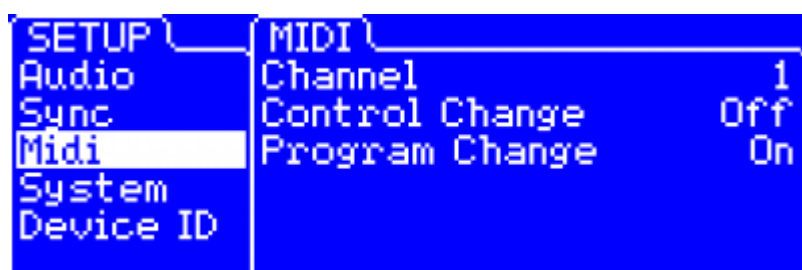 SETUP
Audio
Sync
Midi
System
Device ID
MIDI
Channel 1
Control Change Off
Program Change On